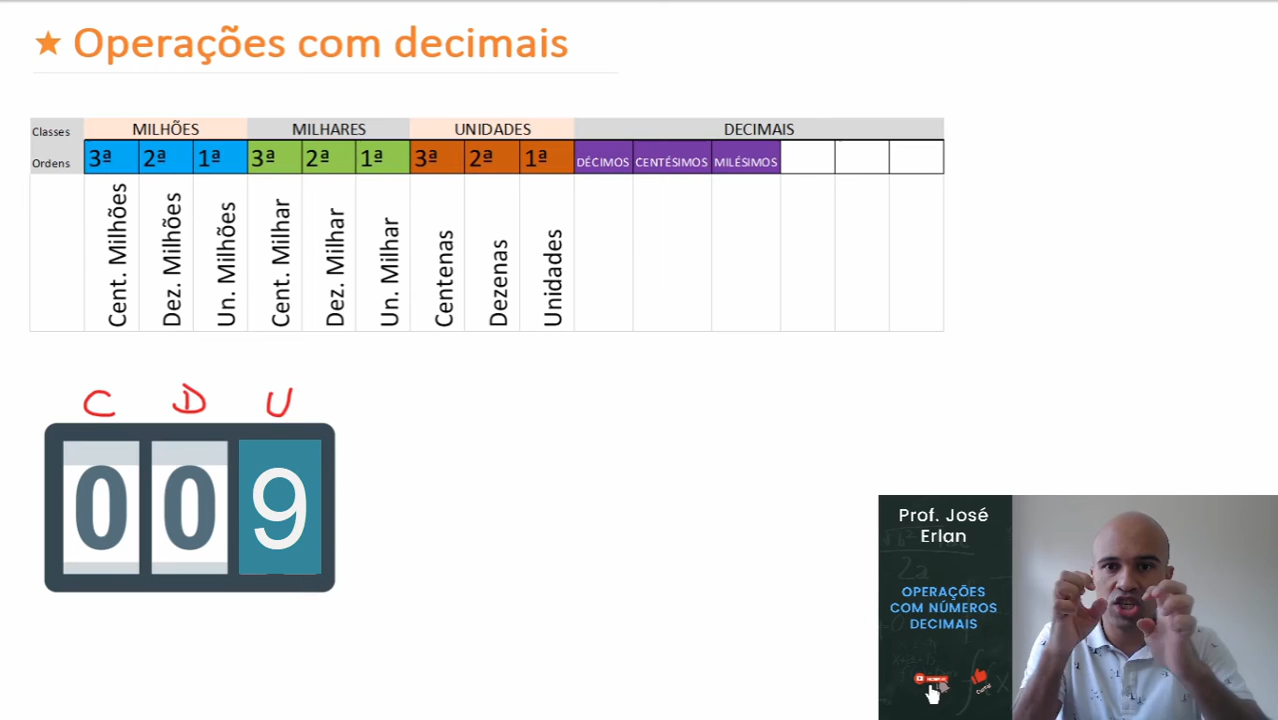 Operações com decimais
Classes MILHÕES MILHARES UNIDADES DECIMAIS
Ordens 3ª 2ª 1ª 3ª 2ª 1ª 3ª 2ª 1ª DÉCIMOS CENTÉSIMOS MILÉSIMOS
Cent. Milhões
Dez. Milhões
Un. Milhões
Cent. Milhar
Dez. Milhar
Un. Milhar
Centenas
Dezenas
Unidades
C D U
0 0 9
Prof. José
Erlan
2a
OPERAÇÕES
COM NÚMEROS
DECIMAIS
Curta!